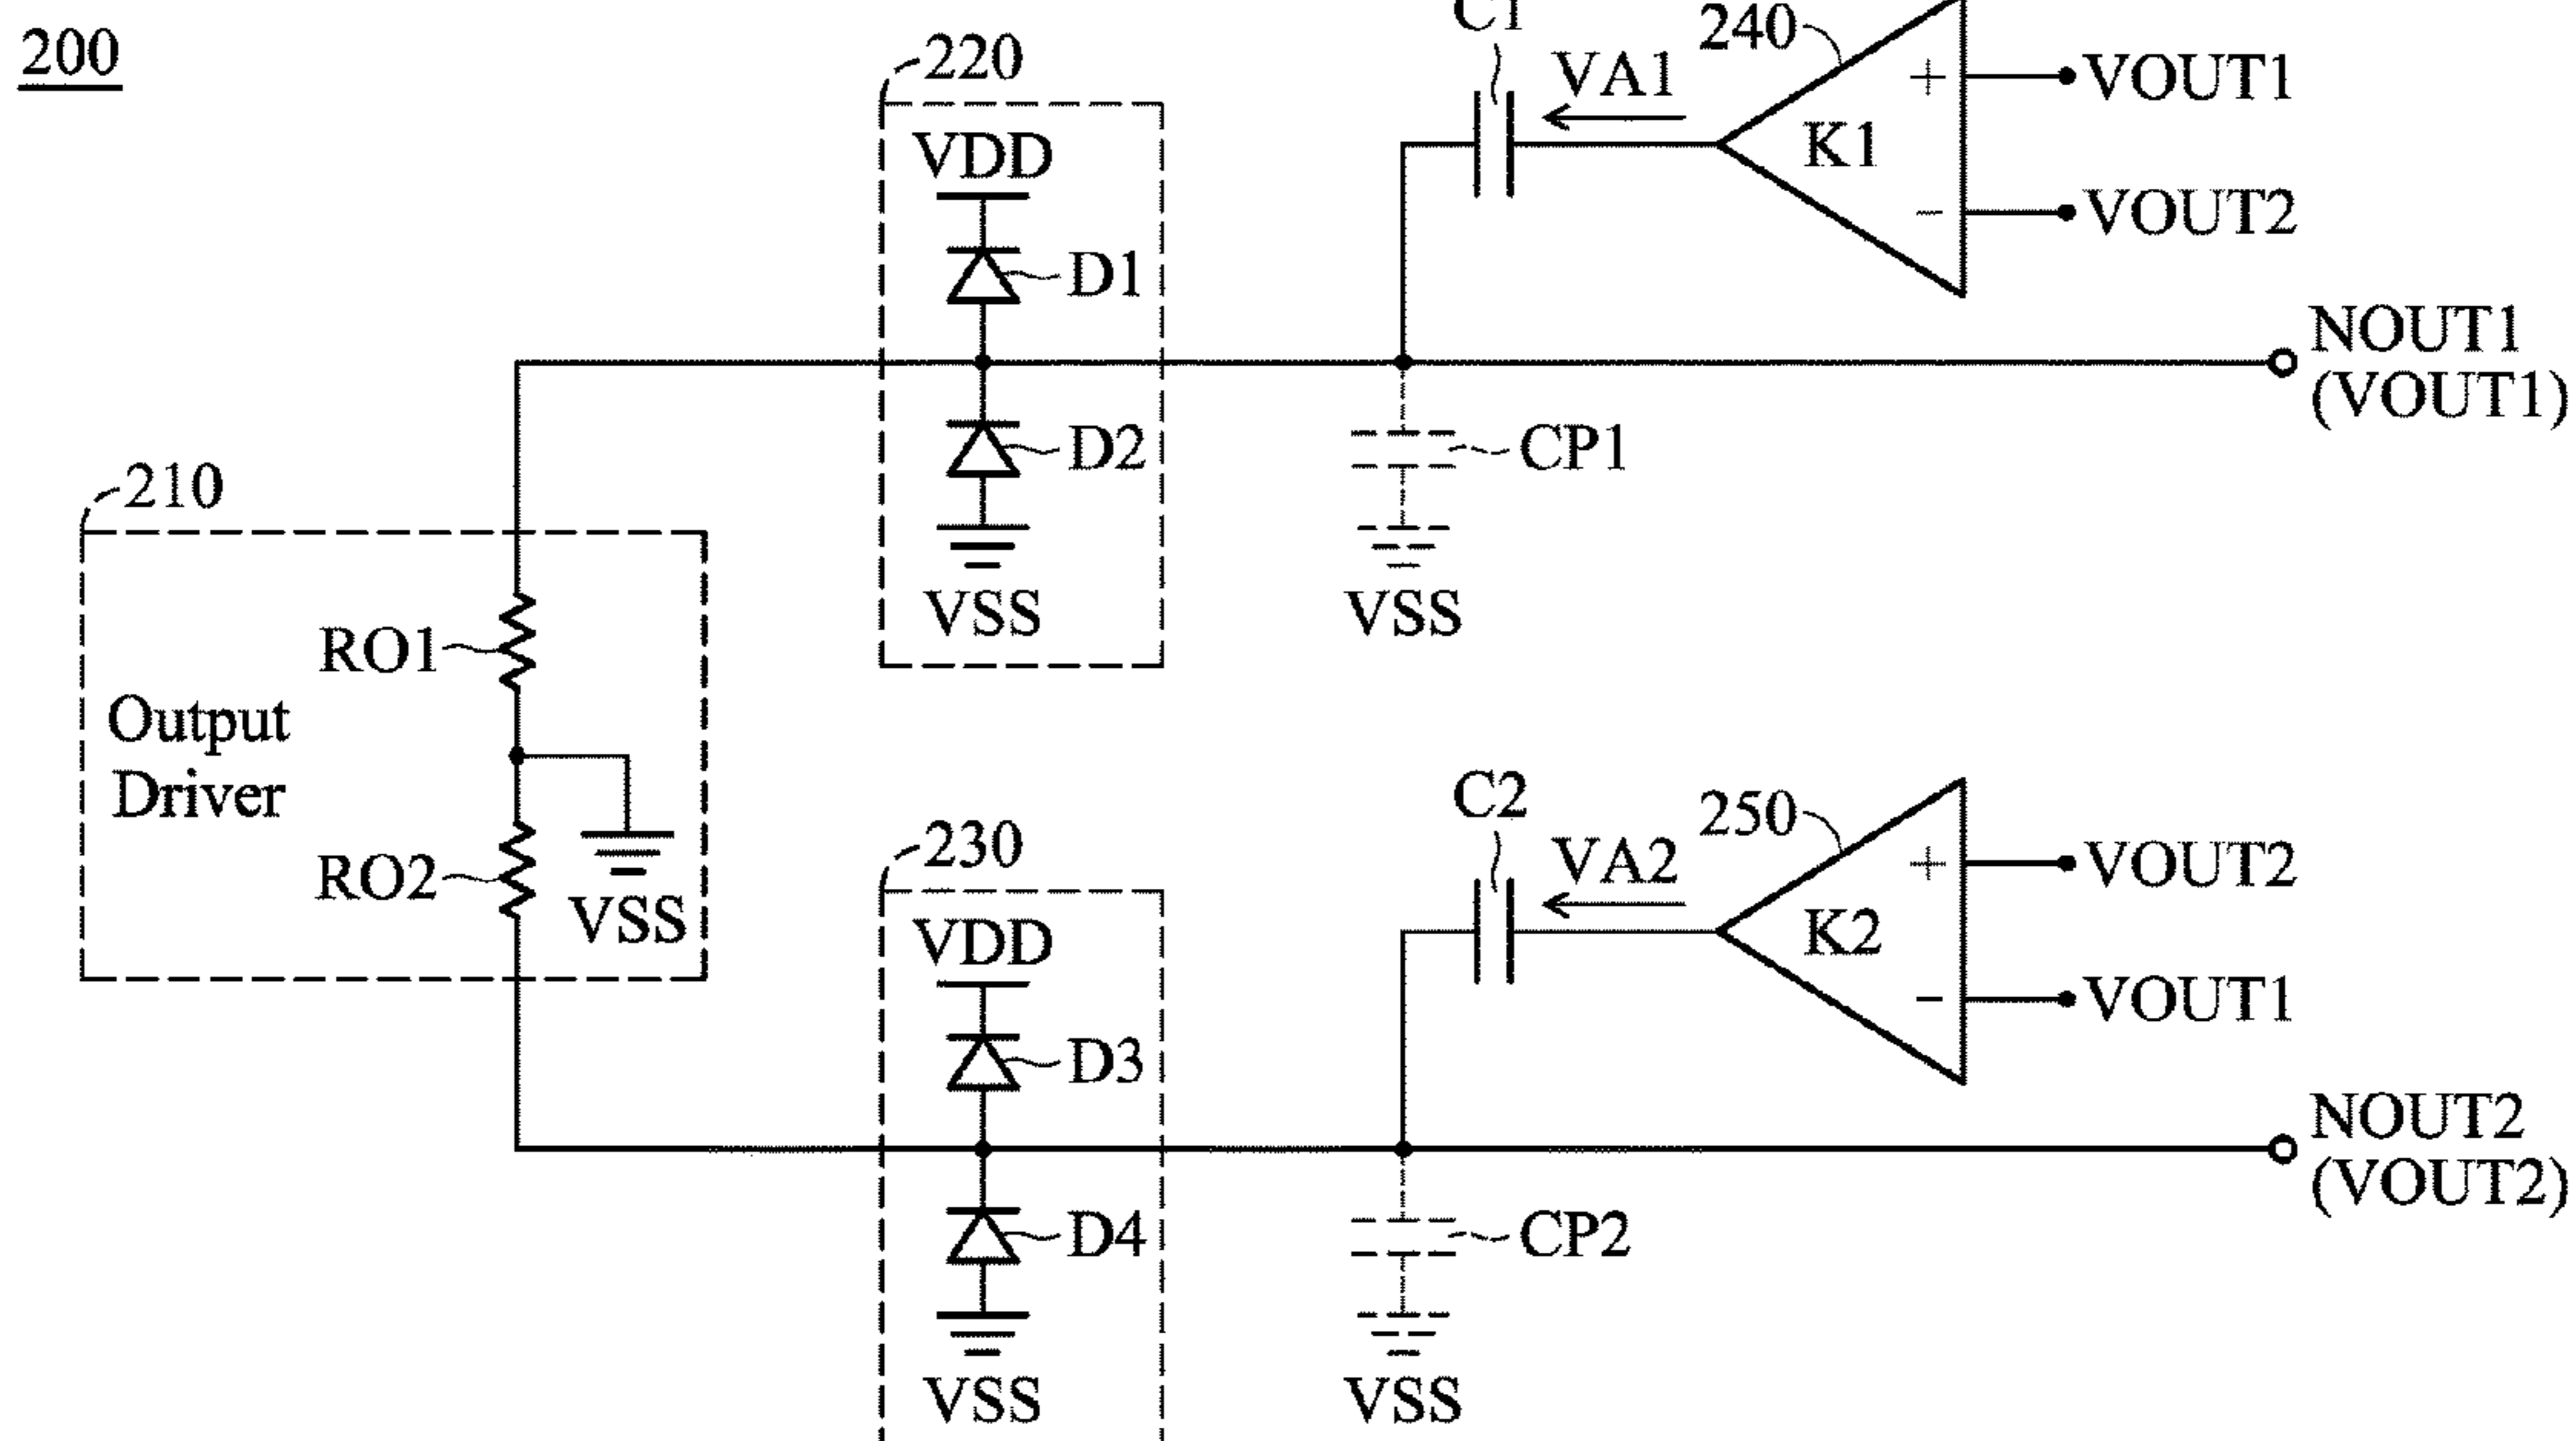 200
220
C1
240
VA1
+
VOUT1
VDD
K1
-
VOUT2
D1
NOUT1
(VOUT1)
D2
CP1
210
VSS
VSS
RO1
Output
Driver
VSS
RO2
230
C2
250
VA2
+
VOUT2
VDD
K2
-
VOUT1
D3
NOUT2
(VOUT2)
D4
CP2
VSS
VSS